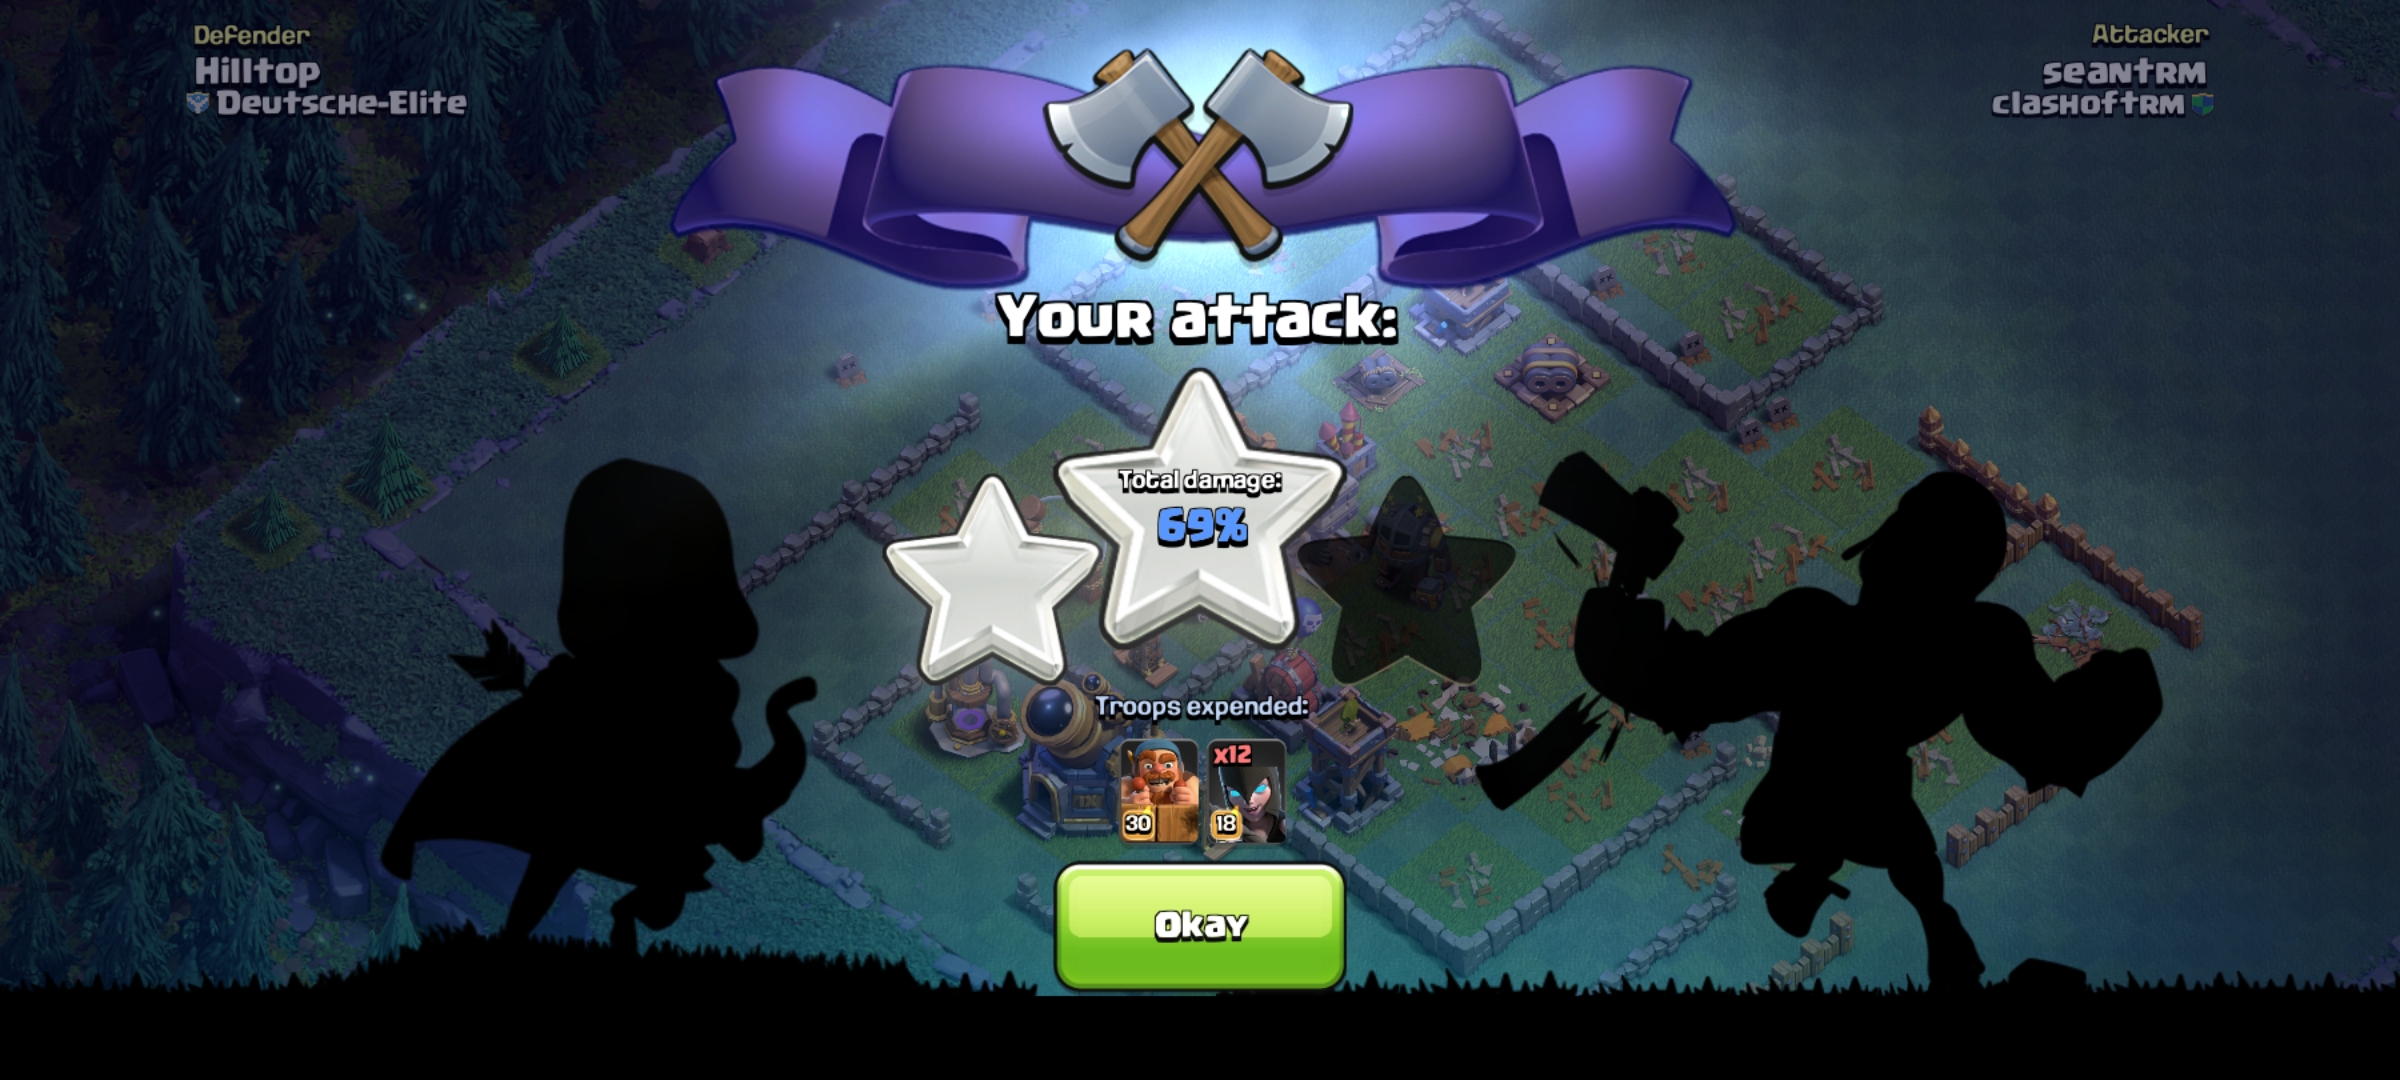 Defender
Hilltop
Deutsche-Elite
Attacker
seantRM
clashoftRM
Your attack:
Total damage:
69%
Troops expended:
x12
30
18
Okay